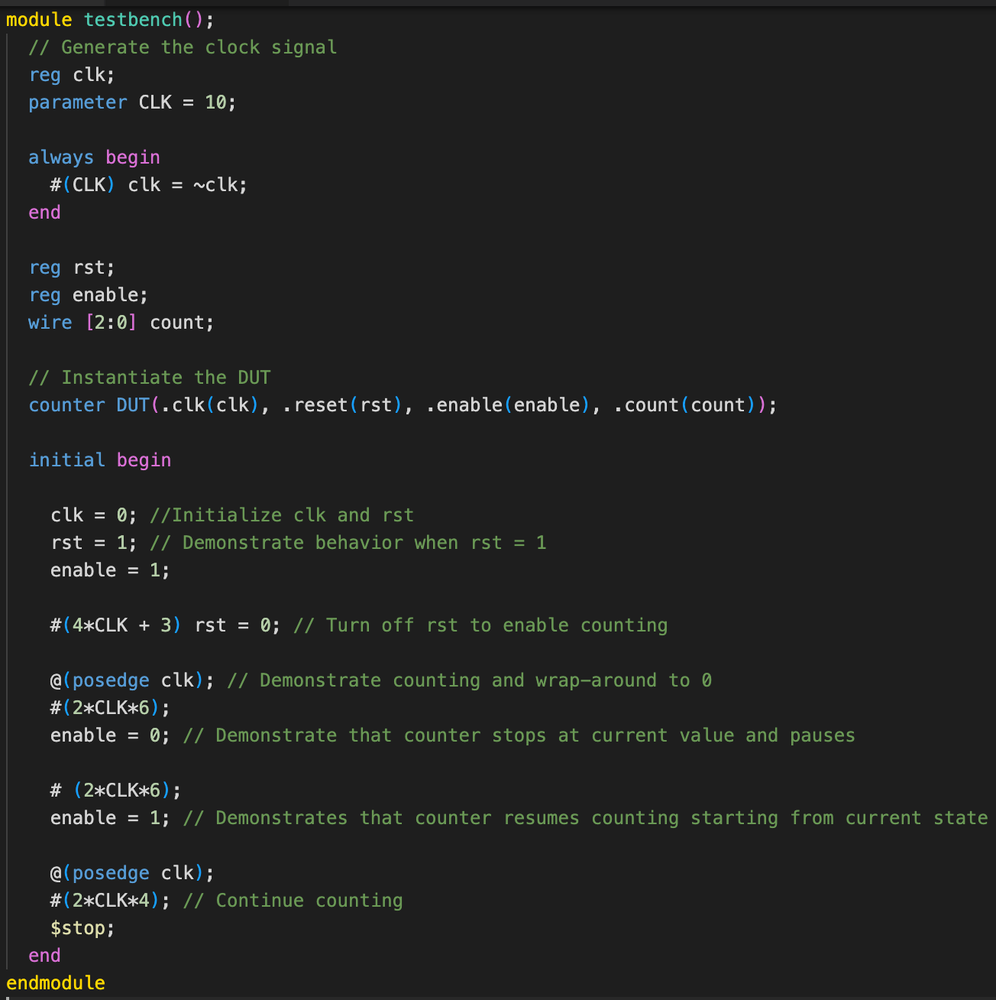 module testbench();
// Generate the clock signal
reg clk;
parameter CLK = 10;
always begin
#(CLK) clk = ~clk;
end
reg rst;
reg enable;
wire [2:0] count;
// Instantiate the DUT
counter DUT(.clk(clk), .reset(rst), .enable(enable), .count(count));
initial begin
clk = 0; //Initialize clk and rst
rst = 1; // Demonstrate behavior when rst = 1
enable = 1;
#(4*CLK + 3) rst = 0; // Turn off rst to enable counting
@(posedge clk); // Demonstrate counting and wrap-around to 0
#(2*CLK*6);
enable = 0; // Demonstrate that counter stops at current value and pauses
# (2*CLK*6);
enable = 1; // Demonstrates that counter resumes counting starting from current state
@(posedge clk);
#(2*CLK*4); // Continue counting
$stop;
end
endmodule